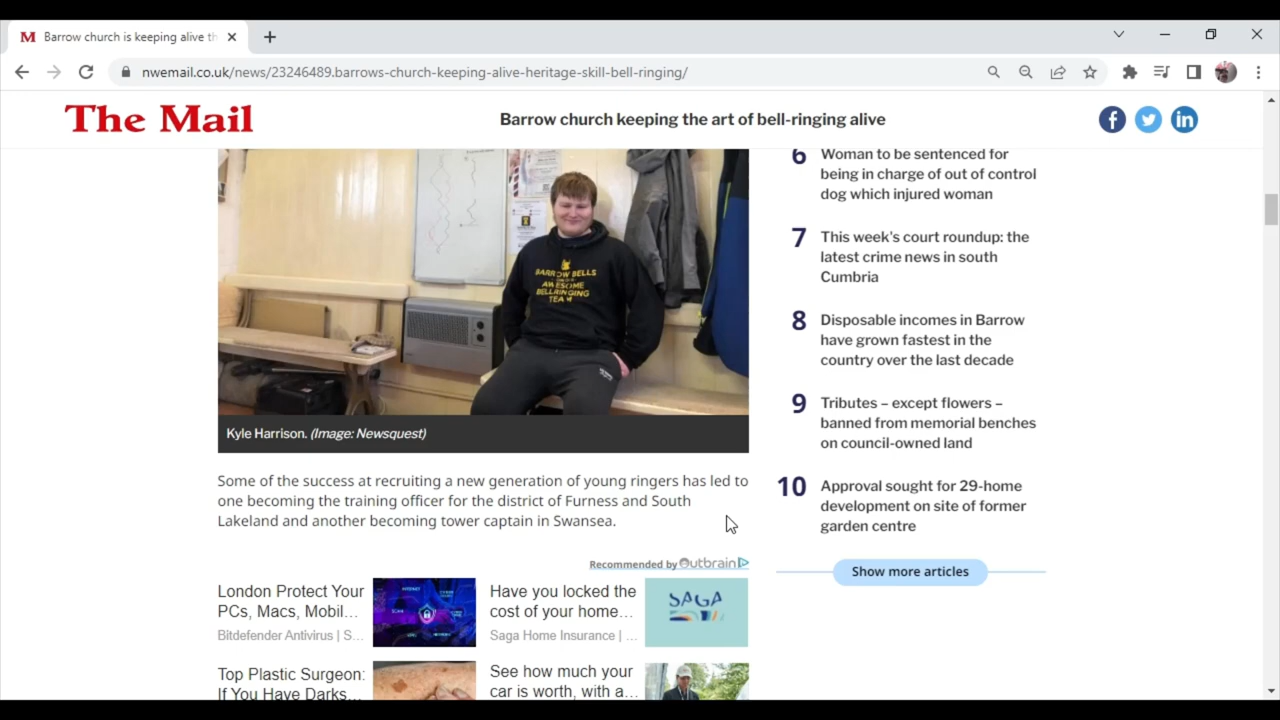 M Barrow church is keeping alive th
nwemail.co.uk/news/23246489.barrows-church-keeping-alive-heritage-skill-bell-ringing/
The Mail
Barrow church keeping the art of bell-ringing alive
BARROW BELLS
AWESOME
BELLRINGING
TEAM
Kyle Harrison. (Image: Newsquest)
Some of the success at recruiting a new generation of young ringers has led to
one becoming the training officer for the district of Furness and South
Lakeland and another becoming tower captain in Swansea.
Recommended by Outbrain
London Protect Your
PCs, Macs, Mobil...
Bitdefender Antivirus | S...
Have you locked the
cost of your home...
Saga Home Insurance | ...
SAGA
Top Plastic Surgeon:
If You Have Darks...
See how much your
car is worth, with a...
6 Woman to be sentenced for
being in charge of out of control
dog which injured woman
7 This week's court roundup: the
latest crime news in south
Cumbria
8 Disposable incomes in Barrow
have grown fastest in the
country over the last decade
9 Tributes – except flowers –
banned from memorial benches
on council-owned land
10 Approval sought for 29-home
development on site of former
garden centre
Show more articles